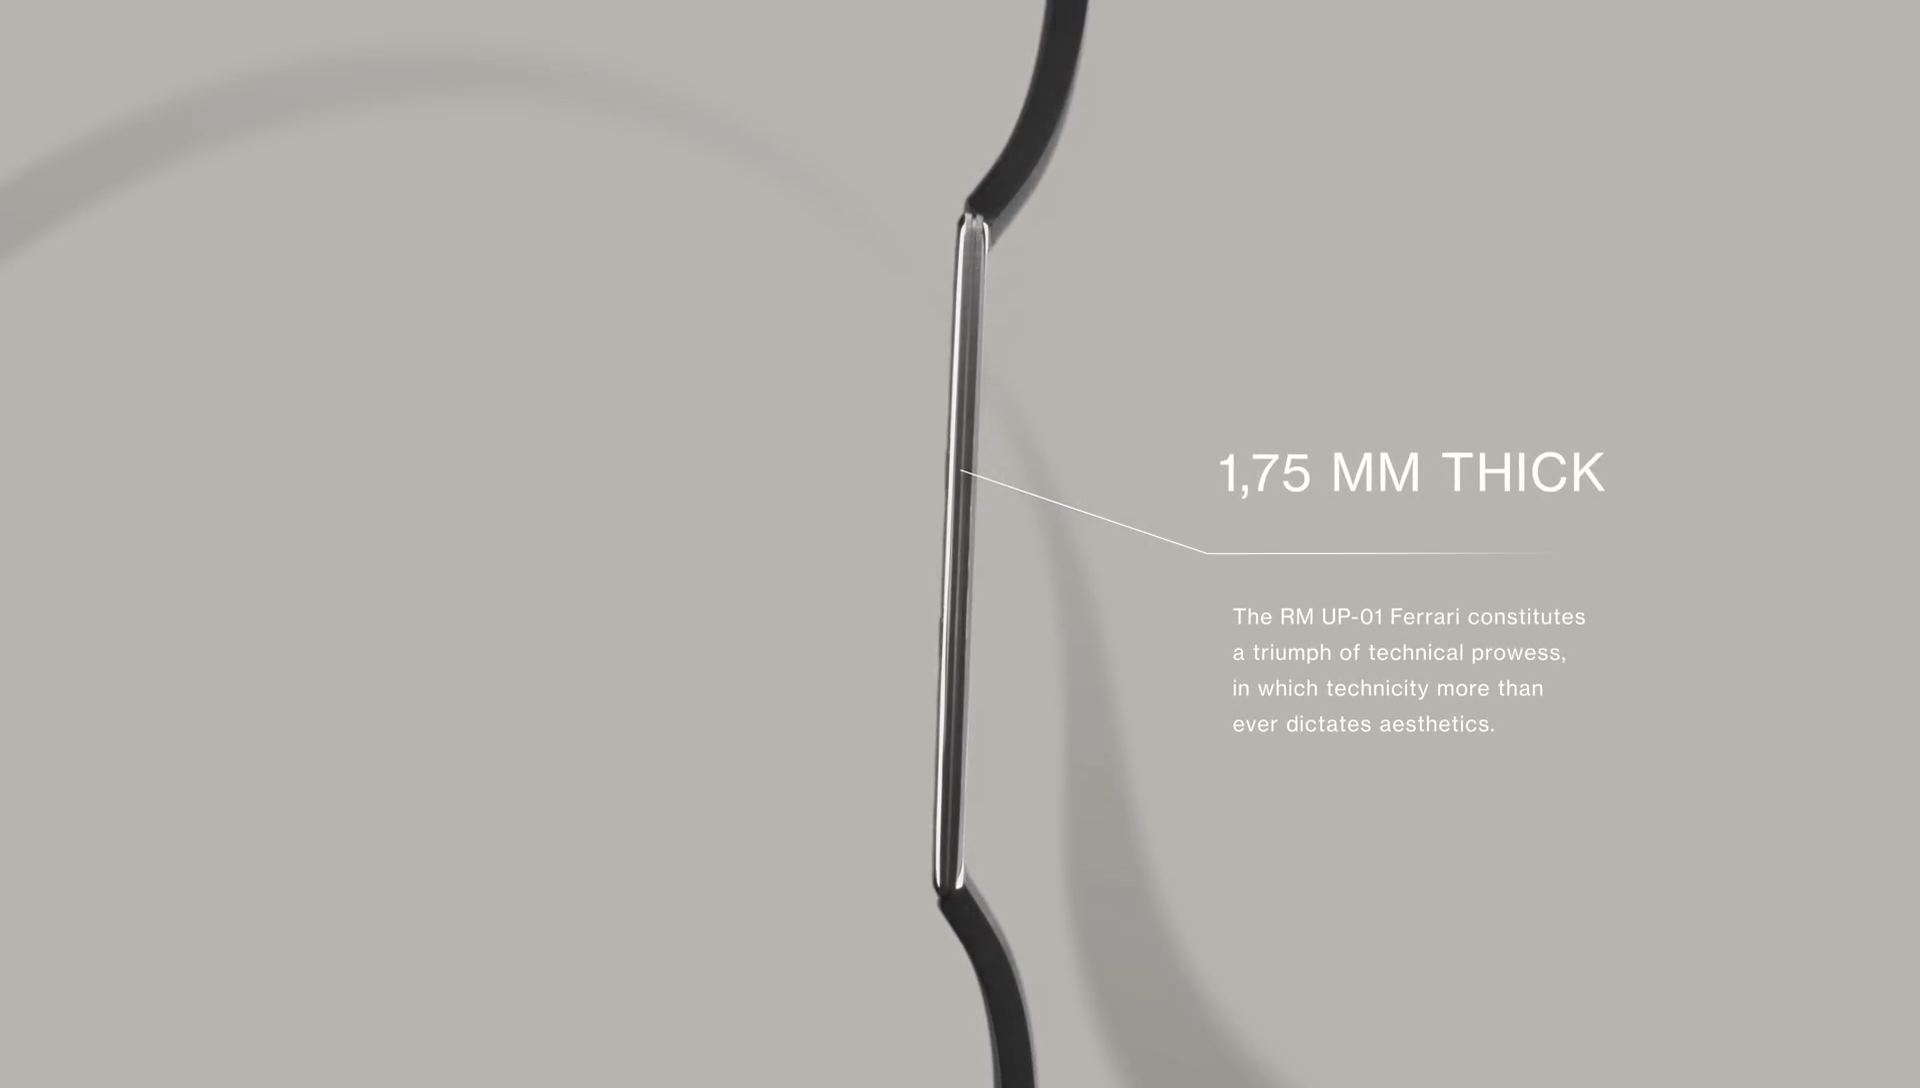 1,75 MM THICK
The RM UP-01 Ferrari constitutes
a triumph of technical prowess,
in which technicity more than
ever dictates aesthetics.